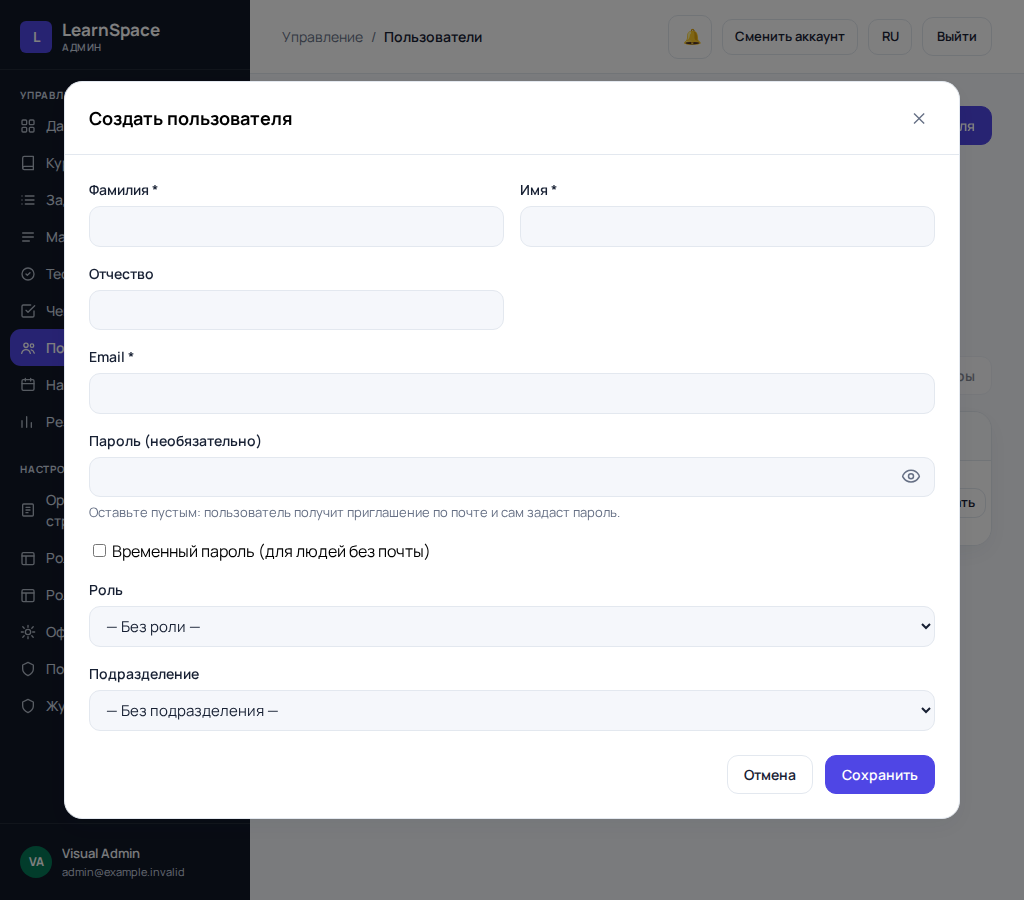 L
LearnSpace
АДМИН
Управление / Пользователи
🔔
Сменить аккаунт
RU
Выйти
Создать пользователя
Фамилия *
Имя *
Отчество
Email *
Пароль (необязательно)
Оставьте пустым: пользователь получит приглашение по почте и сам задаст пароль.
Временный пароль (для людей без почты)
Роль
— Без роли —
Подразделение
— Без подразделения —
Отмена
Сохранить
VA
Visual Admin
admin@example.invalid